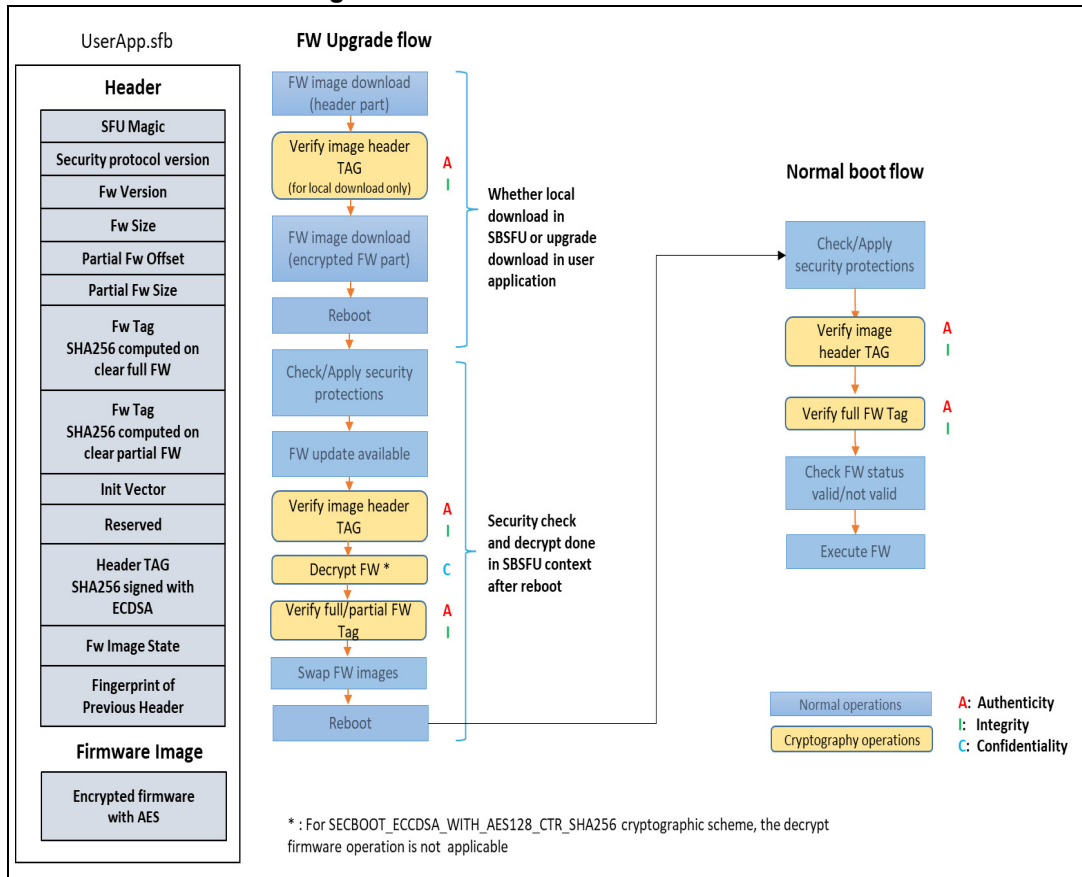 UserApp.sfb
Header
SFU Magic
Security protocol version
Fw Version
Fw Size
Partial Fw Offset
Partial Fw Size
Fw Tag
SHA256 computed on
clear full FW
Fw Tag
SHA256 computed on
clear partial FW
Init Vector
Reserved
Header TAG
SHA256 signed with
ECDSA
Fw Image State
Fingerprint of
Previous Header
Firmware Image
Encrypted firmware
with AES
FW Upgrade flow
FW image download
(header part)
Verify image header
TAG
(for local download only)
A
I
FW image download
(encrypted FW part)
Reboot
Whether local
download in
SBSFU or upgrade
download in user
application
Check/Apply security
protections
FW update available
Verify image header
TAG
A
I
Decrypt FW *
C
Verify full/partial FW
Tag
A
I
Swap FW images
Reboot
Security check
and decrypt done
in SBSFU context
after reboot
Normal boot flow
Check/Apply
security protections
Verify image
header TAG
A
I
Verify full FW Tag
A
I
Check FW status
valid/not valid
Execute FW
Normal operations
Cryptography operations
A: Authenticity
I: Integrity
C: Confidentiality
* : For SECBOOT_ECCDSA_WITH_AES128_CTR_SHA256 cryptographic scheme, the decrypt
firmware operation is not applicable